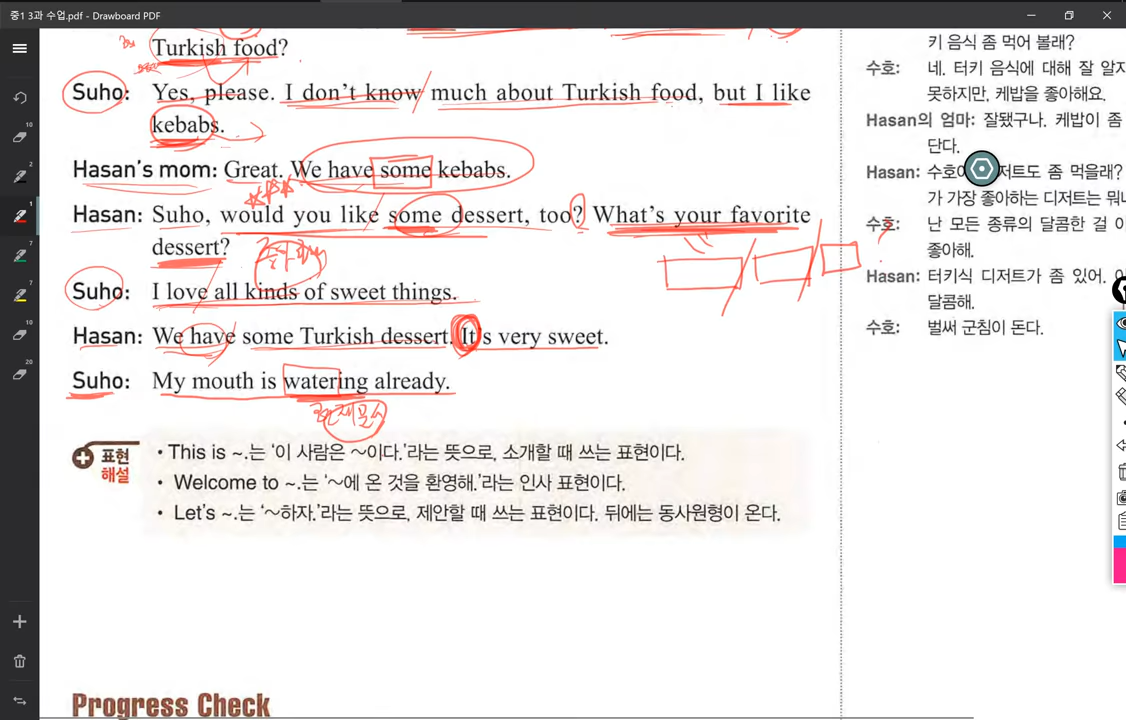 중1 3과 수업.pdf - Drawboard PDF
Turkish food?
Suho: Yes, please. I don't know much about Turkish food, but I like
kebabs.
Hasan's mom: Great. We have some kebabs.
Hasan: Suho, would you like some dessert, too? What's your favorite
dessert?
Suho: I love all kinds of sweet things.
Hasan: We have some Turkish dessert. It's very sweet.
Suho: My mouth is watering already.
표현
해설
• This is ~.는 '이 사람은 ~이다.'라는 뜻으로, 소개할 때 쓰는 표현이다.
• Welcome to ~.는 '~에 온 것을 환영해.'라는 인사 표현이다.
• Let's ~.는 '~하자.'라는 뜻으로, 제안할 때 쓰는 표현이다. 뒤에는 동사원형이 온다.
Progress Check
키 음식 좀 먹어 볼래?
수호: 네. 터키 음식에 대해 잘 알지
못하지만, 케밥을 좋아해요.
Hasan의 엄마: 잘됐구나. 케밥이 좀
단다.
Hasan: 수호야 디저트도 좀 먹을래?
가 가장 좋아하는 디저트는 뭐니
수호: 난 모든 종류의 달콤한 걸
좋아해.
Hasan: 터키식 디저트가 좀 있어.
달콤해.
수호: 벌써 군침이 돈다.
10
2
1
7
7
10
20